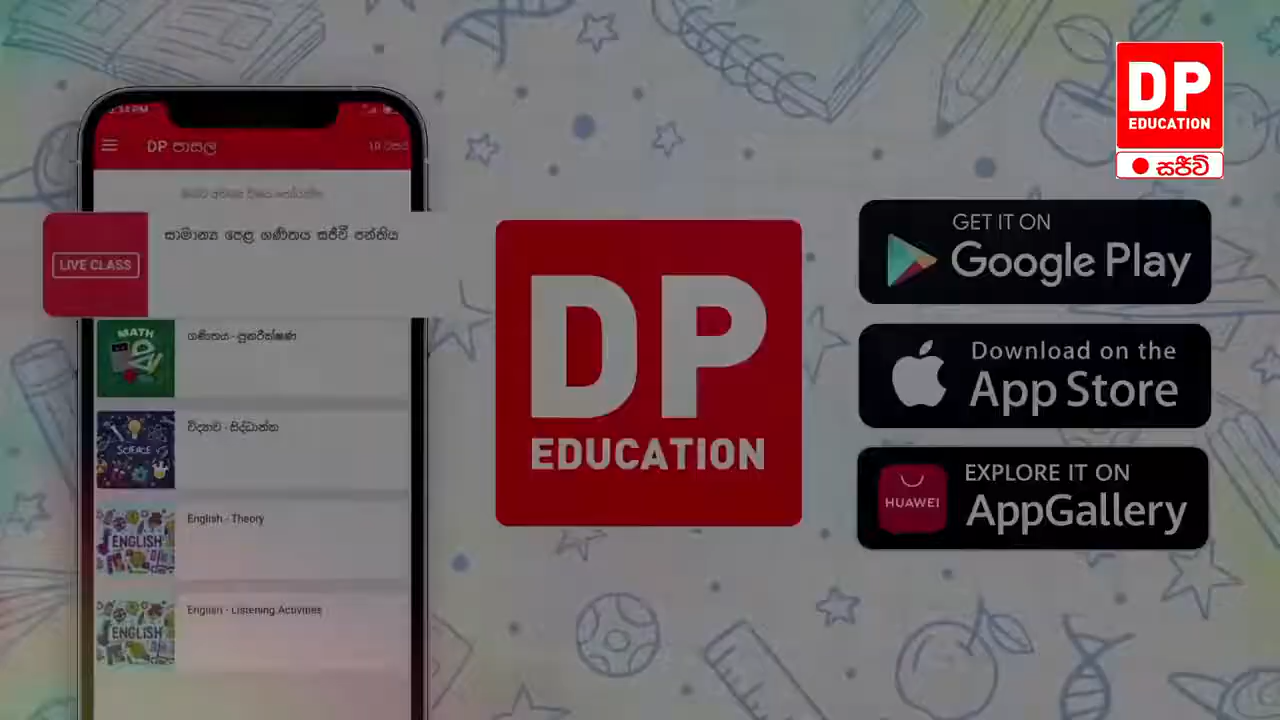 DP පාසල
සාමාන්‍ය පෙළ ගණිතය සජීවී පන්තිය
LIVE CLASS
MATH
ගණිතය - පුනරීක්ෂණ
SCIENCE
විද්‍යාව - සිද්ධාන්ත
ENGLISH
English - Theory
ENGLISH
English - Listening Activities
DP
EDUCATION
DP
EDUCATION
සජීවී
GET IT ON
Google Play
Download on the
App Store
HUAWEI
EXPLORE IT ON
AppGallery